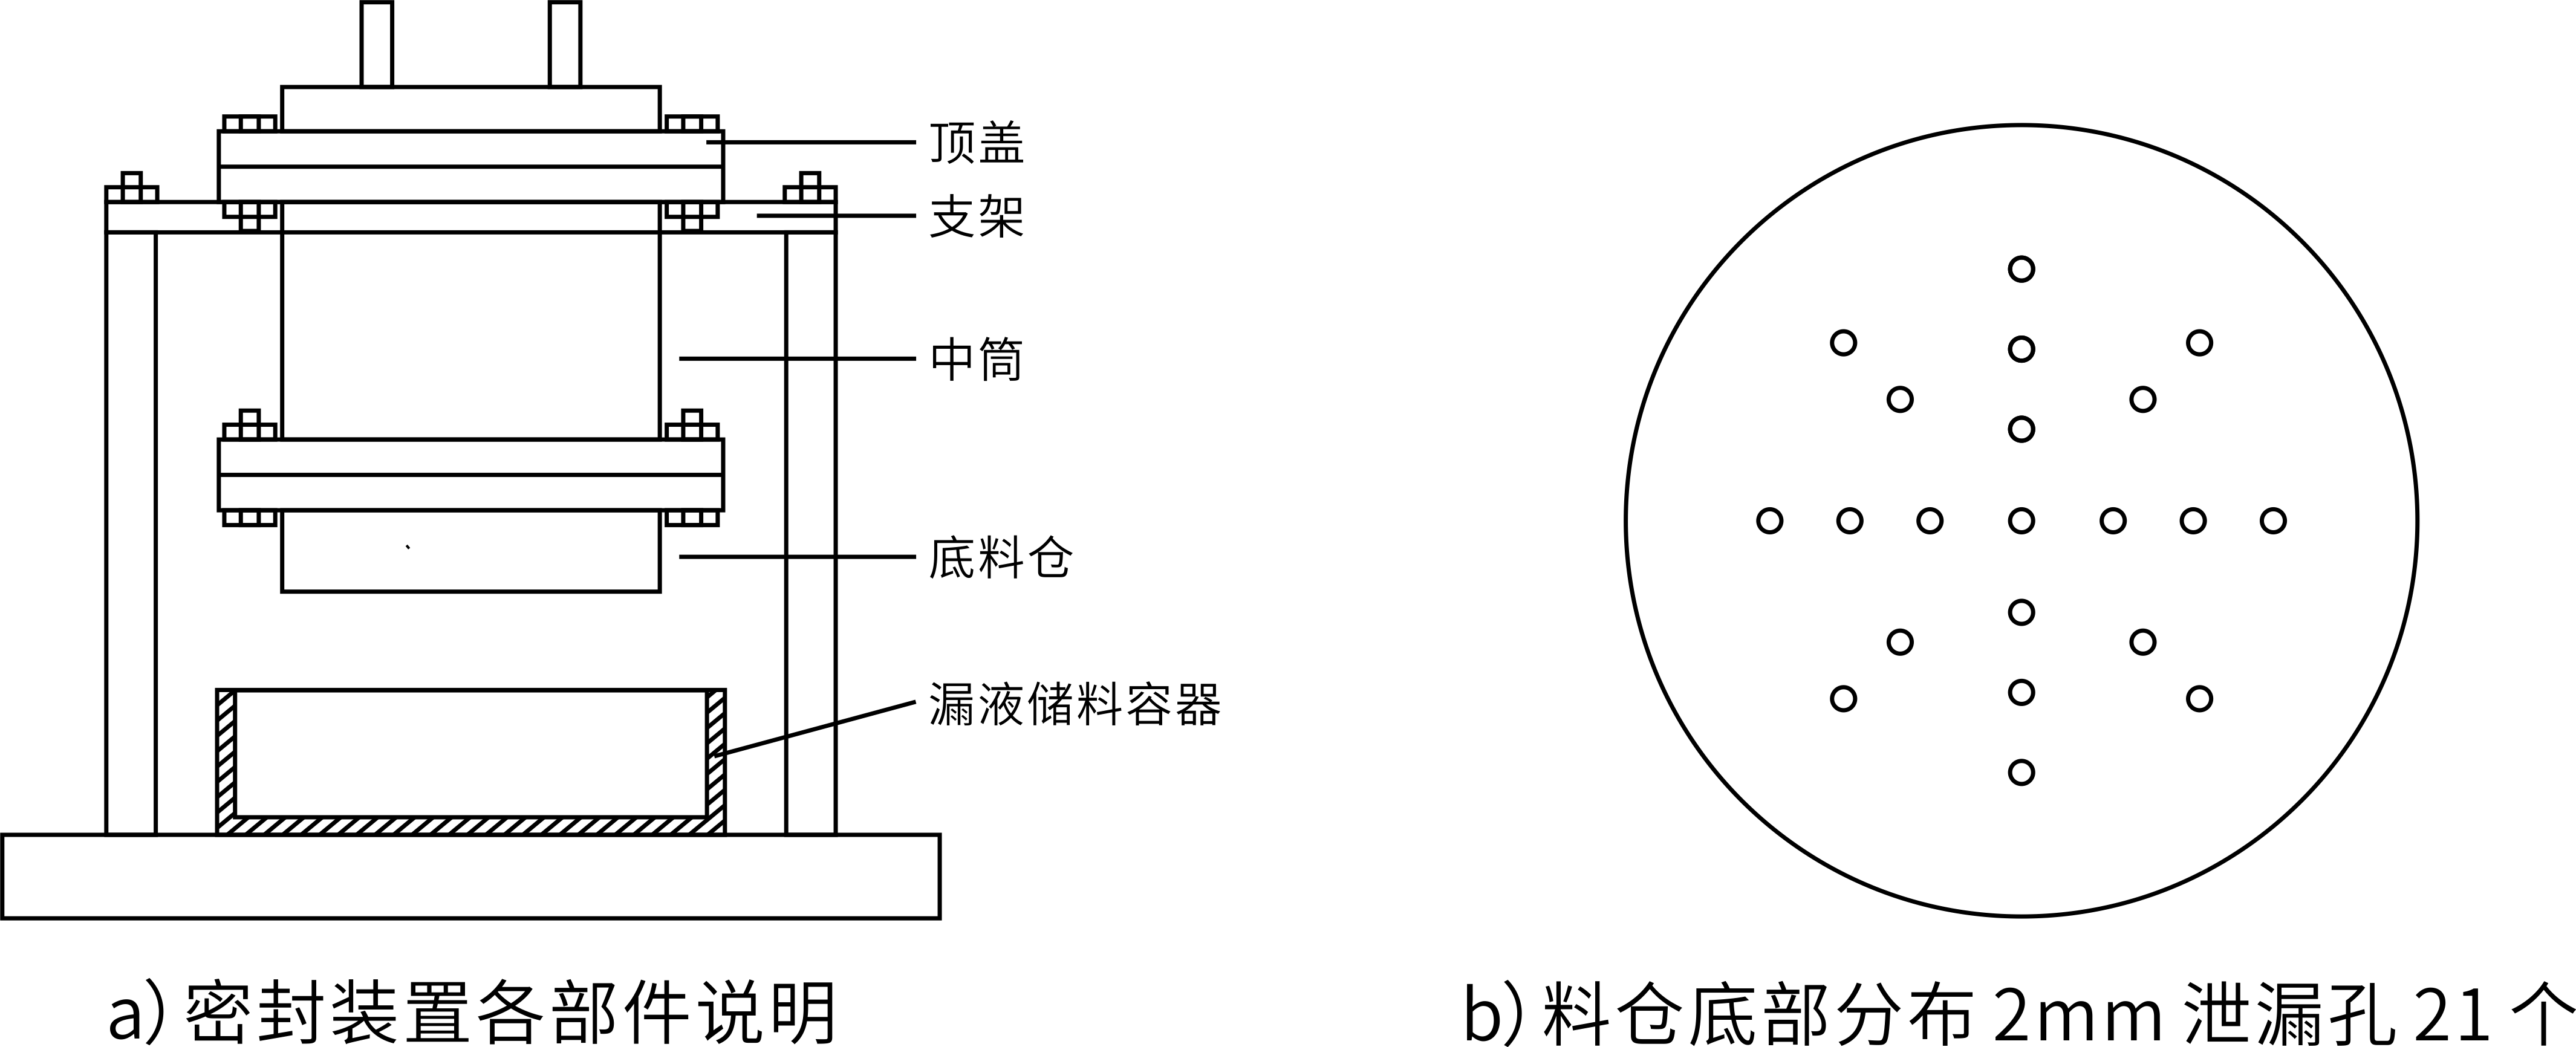 顶盖
支架
中筒
底料仓
漏液储料容器
a）密封装置各部件说明
b）料仓底部分布 2mm 泄漏孔 21 个